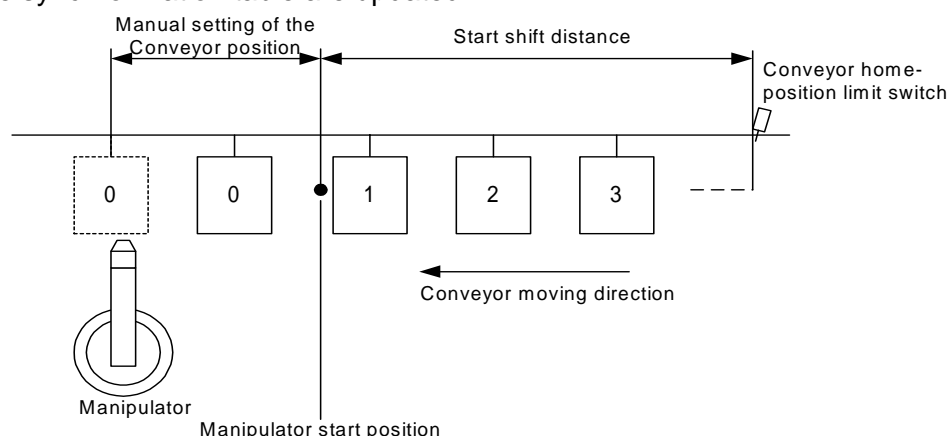 Manual setting of the
Conveyor position
Start shift distance
Conveyor home-
position limit switch
0
0
1
2
3
Conveyor moving direction
Manipulator
Manipulator start position